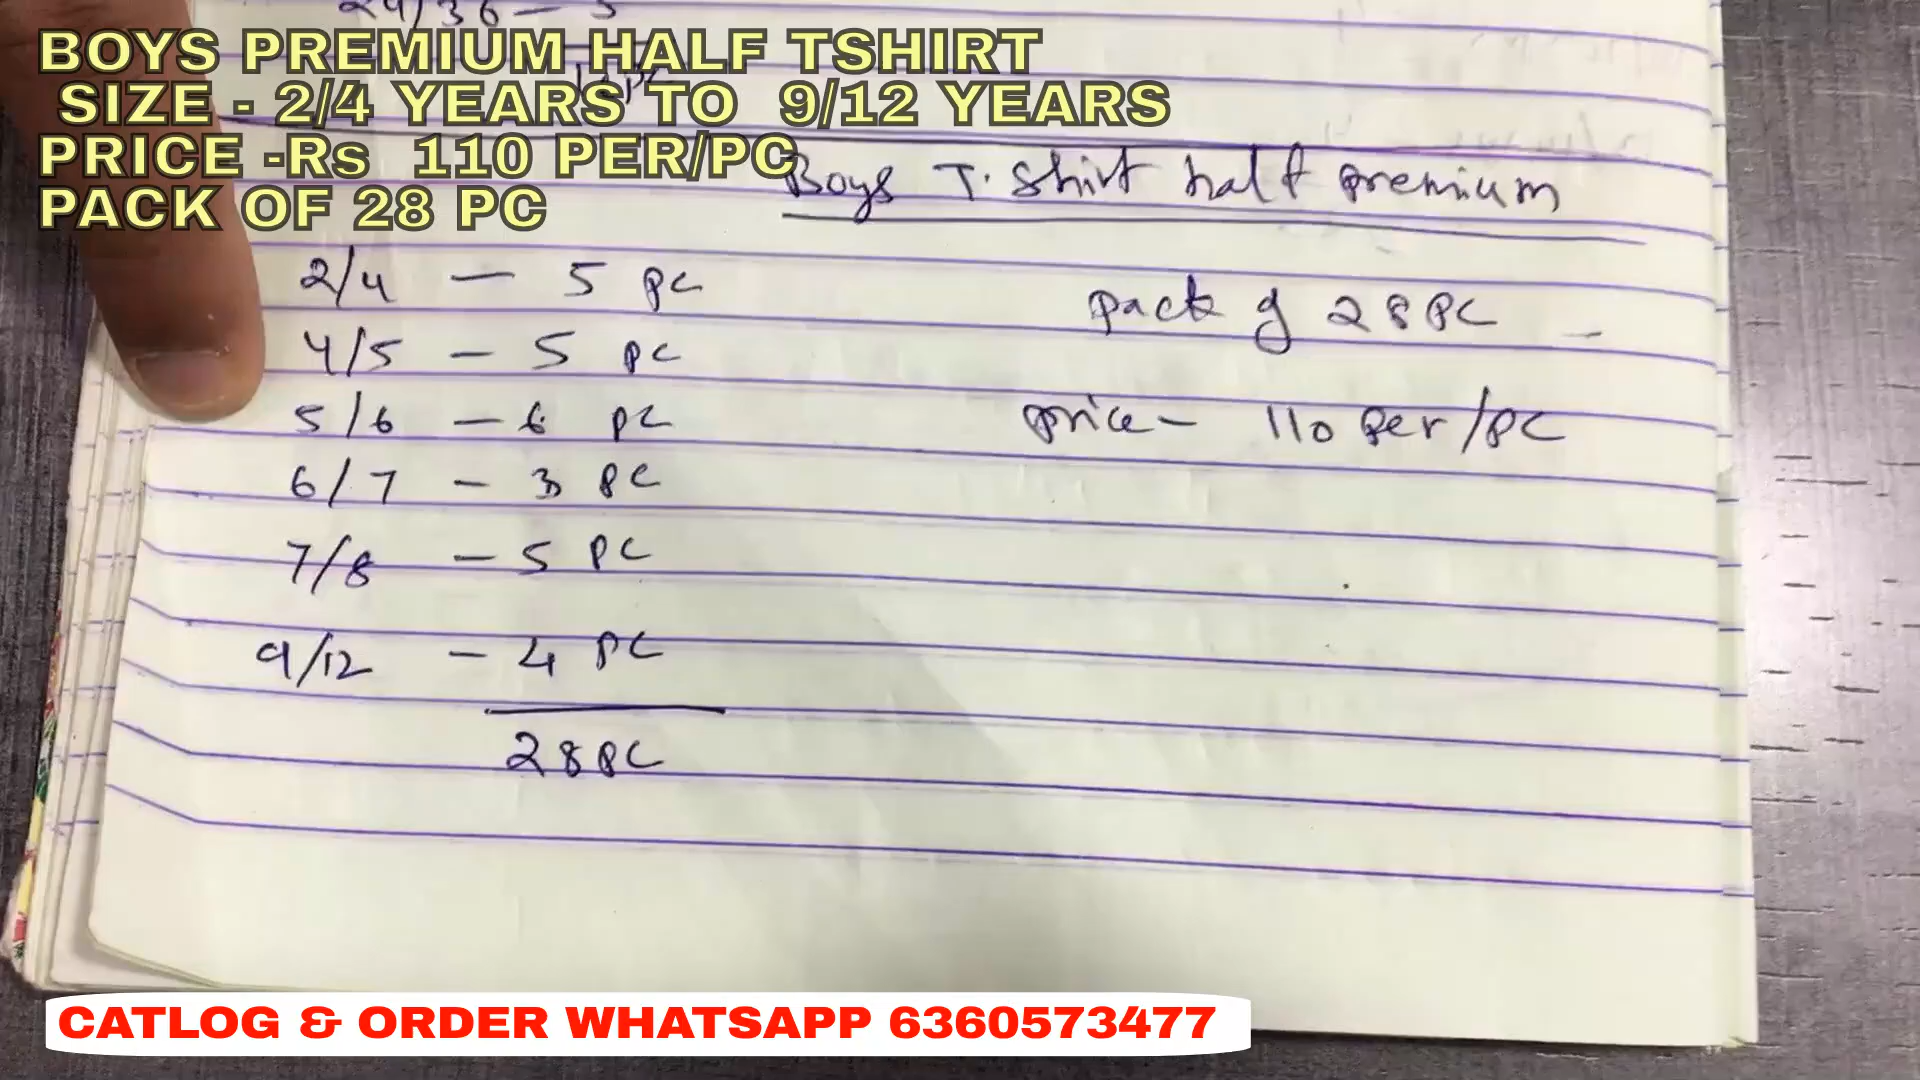 24/36 - 5
BOYS PREMIUM HALF TSHIRT
SIZE - 2/4 YEARS TO 9/12 YEARS
PRICE -Rs 110 PER/PC
PACK OF 28 PC
Boys T. Shirt half premium
2/4 — 5 pc
pack of 28 PC
4/5 - 5 pc
price - 110 per/pc
5/6 - 6 pc
6/7 - 3 pc
7/8 - 5 pc
9/12 - 4 pc
28 pc
CATLOG & ORDER WHATSAPP 6360573477